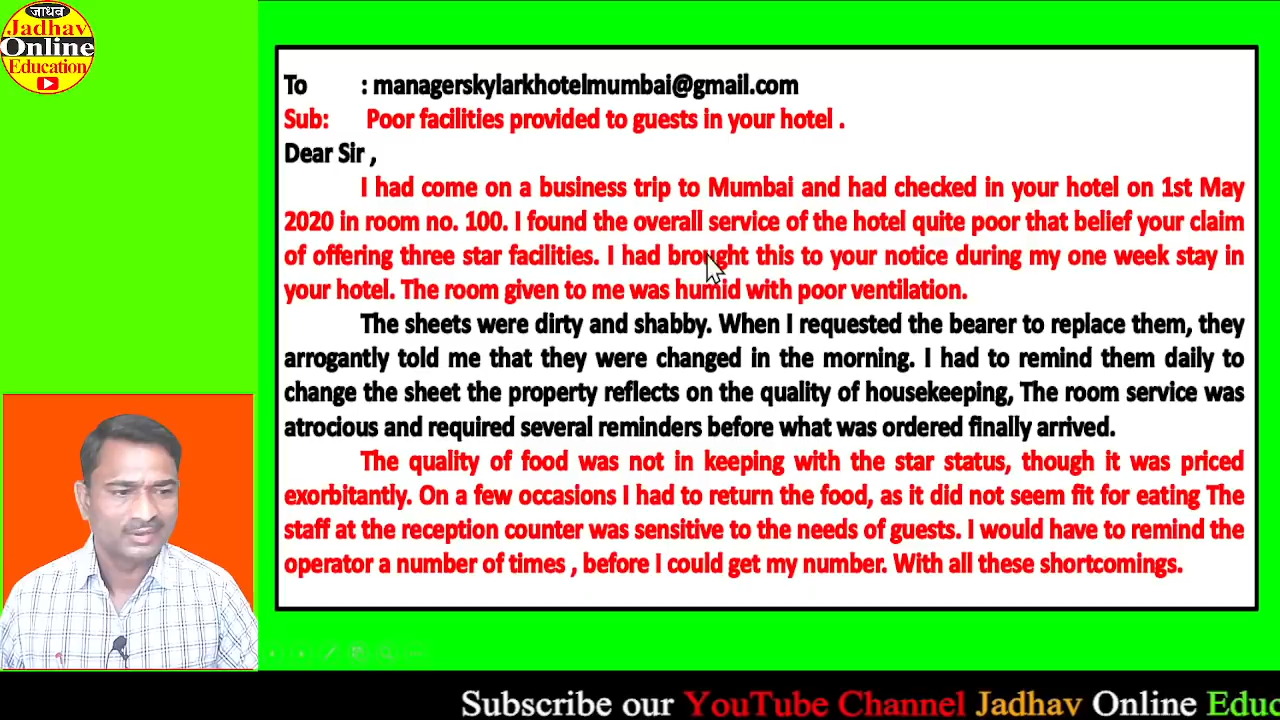 जाधव
Jadhav
Online
Education
To : managerskylarkhotelmumbai@gmail.com
Sub: Poor facilities provided to guests in your hotel .
Dear Sir ,
I had come on a business trip to Mumbai and had checked in your hotel on 1st May
2020 in room no. 100. I found the overall service of the hotel quite poor that belief your claim
of offering three star facilities. I had brought this to your notice during my one week stay in
your hotel. The room given to me was humid with poor ventilation.
The sheets were dirty and shabby. When I requested the bearer to replace them, they
arrogantly told me that they were changed in the morning. I had to remind them daily to
change the sheet the property reflects on the quality of housekeeping, The room service was
atrocious and required several reminders before what was ordered finally arrived.
The quality of food was not in keeping with the star status, though it was priced
exorbitantly. On a few occasions I had to return the food, as it did not seem fit for eating The
staff at the reception counter was sensitive to the needs of guests. I would have to remind the
operator a number of times , before I could get my number. With all these shortcomings.
Subscribe our YouTube Channel Jadhav Online Educ